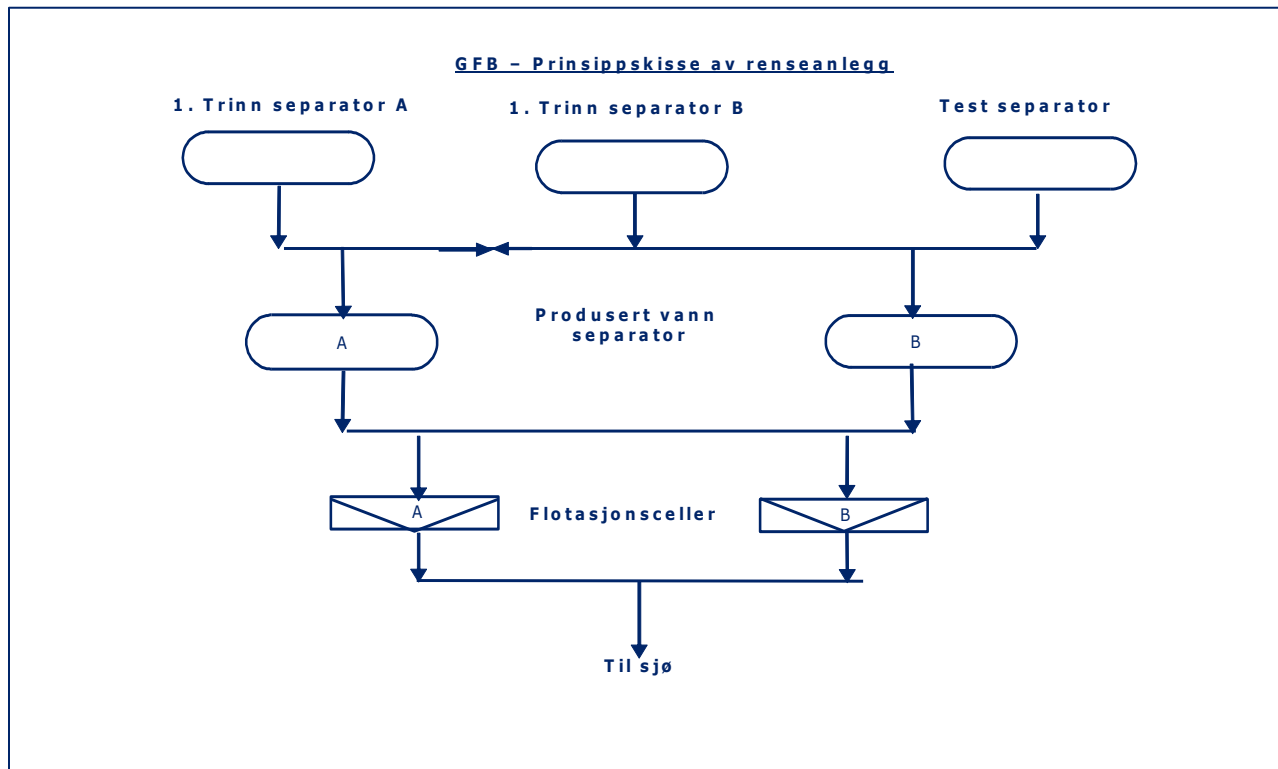 GFB – Prinsippskisse av renseanlegg
1. Trinn separator A
1. Trinn separator B
Test separator
Produsert vann
separator
A
B
A
Flotasjonsceller
B
Til sjø